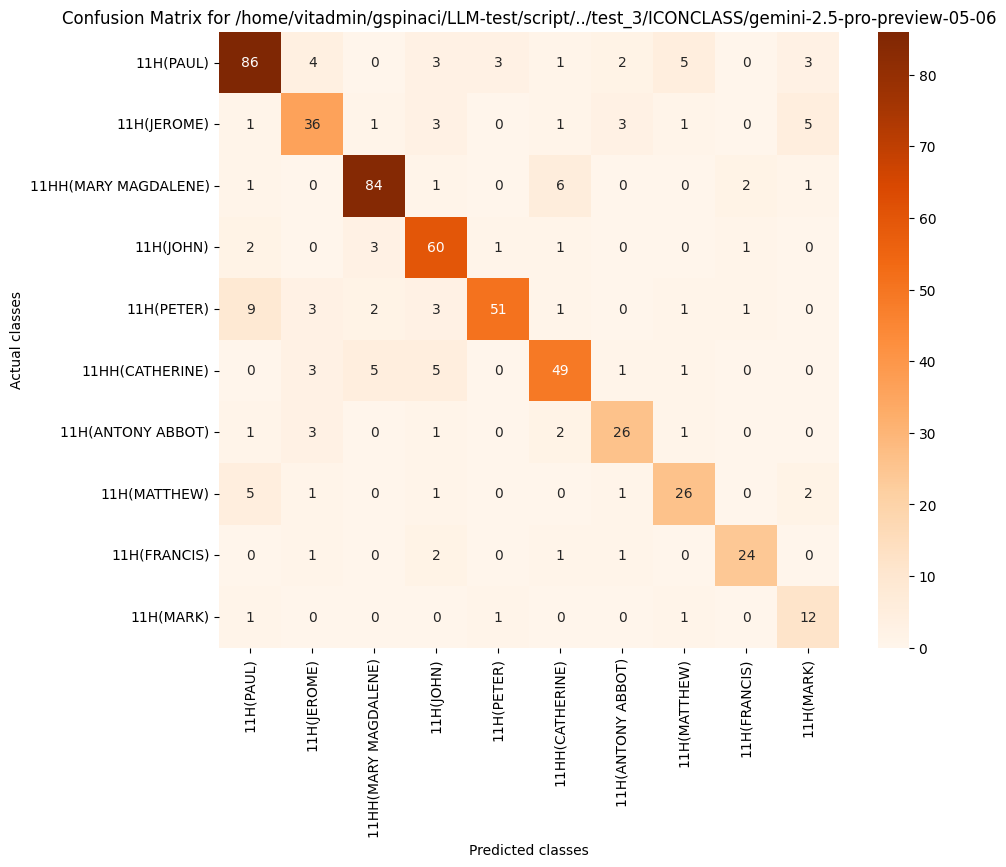 Confusion Matrix for /home/vitadmin/gspinaci/LLM-test/script/../test_3/ICONCLASS/gemini-2.5-pro-preview-05-06
11H(PAUL) 86 4 0 3 3 1 2 5 0 3
11H(JEROME) 1 36 1 3 0 1 3 1 0 5
11HH(MARY MAGDALENE) 1 0 84 1 0 6 0 0 2 1
11H(JOHN) 2 0 3 60 1 1 0 0 1 0
11H(PETER) 9 3 2 3 51 1 0 1 1 0
11HH(CATHERINE) 0 3 5 5 0 49 1 1 0 0
11H(ANTONY ABBOT) 1 3 0 1 0 2 26 1 0 0
11H(MATTHEW) 5 1 0 1 0 0 1 26 0 2
11H(FRANCIS) 0 1 0 2 0 1 1 0 24 0
11H(MARK) 1 0 0 0 1 0 0 1 0 12
Actual classes
11H(PAUL)
11H(JEROME)
11HH(MARY MAGDALENE)
11H(JOHN)
11H(PETER)
11HH(CATHERINE)
11H(ANTONY ABBOT)
11H(MATTHEW)
11H(FRANCIS)
11H(MARK)
Predicted classes
80
70
60
50
40
30
20
10
0